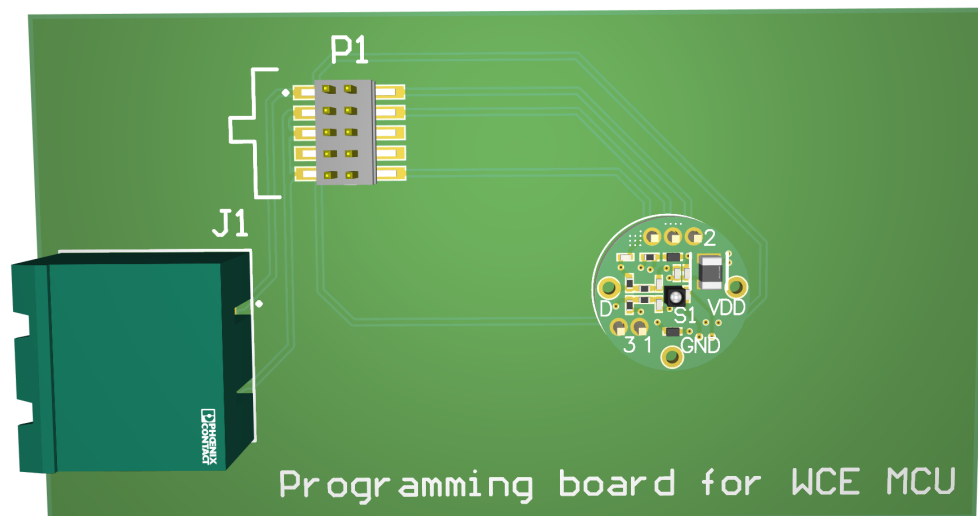 P1
J1
2
D
S1
VDD
3 1
GND
PHOENIX
CONTACT
Programming board for WCE MCU